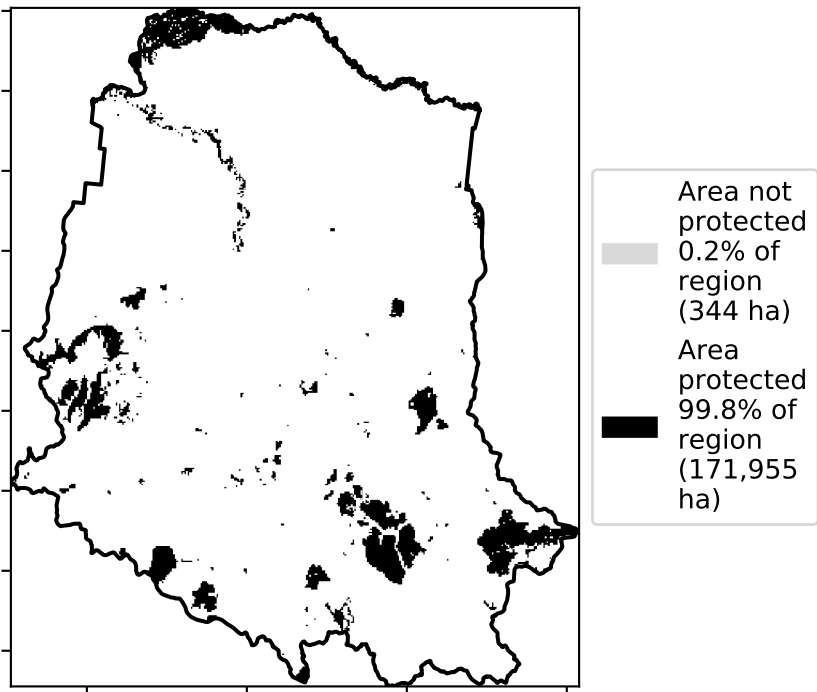 Area not
protected
0.2% of
region
(344 ha)
Area
protected
99.8% of
region
(171,955
ha)